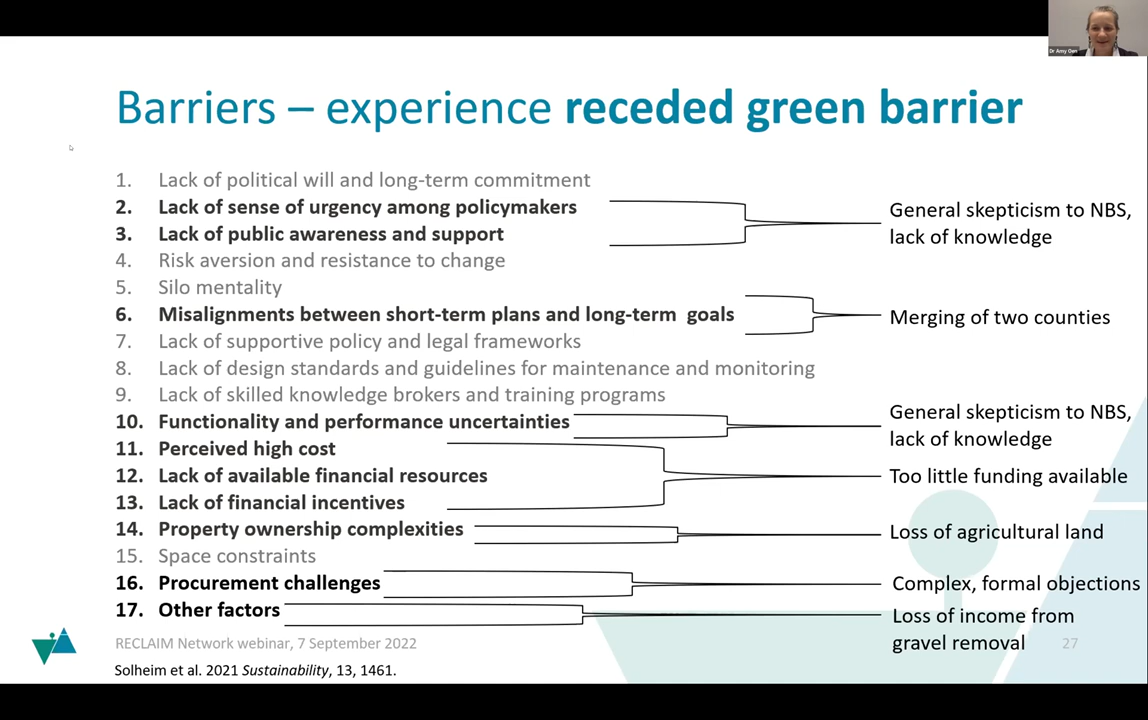 Dr Amy Oen
Barriers – experience receded green barrier
1. Lack of political will and long-term commitment
2. Lack of sense of urgency among policymakers
3. Lack of public awareness and support
General skepticism to NBS,
lack of knowledge
4. Risk aversion and resistance to change
5. Silo mentality
6. Misalignments between short-term plans and long-term goals
Merging of two counties
7. Lack of supportive policy and legal frameworks
8. Lack of design standards and guidelines for maintenance and monitoring
9. Lack of skilled knowledge brokers and training programs
10. Functionality and performance uncertainties
General skepticism to NBS,
lack of knowledge
11. Perceived high cost
12. Lack of available financial resources
13. Lack of financial incentives
Too little funding available
14. Property ownership complexities
Loss of agricultural land
15. Space constraints
16. Procurement challenges
Complex, formal objections
17. Other factors
Loss of income from
gravel removal
RECLAIM Network webinar, 7 September 2022
27
Solheim et al. 2021 Sustainability, 13, 1461.